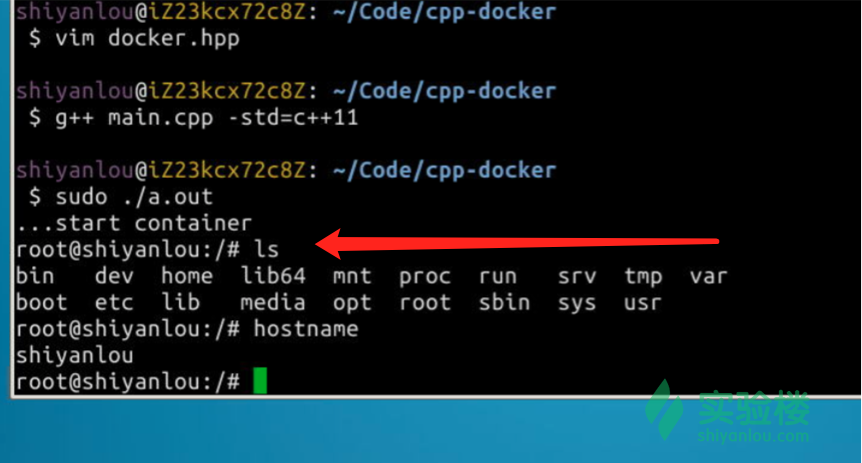 shiyanlou@iZ23kcx72c8Z: ~/Code/cpp-docker
$ vim docker.hpp
shiyanlou@iZ23kcx72c8Z: ~/Code/cpp-docker
$ g++ main.cpp -std=c++11
shiyanlou@iZ23kcx72c8Z: ~/Code/cpp-docker
$ sudo ./a.out
...start container
root@shiyanlou:/# ls
bin dev home lib64 mnt proc run srv tmp var
boot etc lib media opt root sbin sys usr
root@shiyanlou:/# hostname
shiyanlou
root@shiyanlou:/#
实验楼
shiyanlou.com